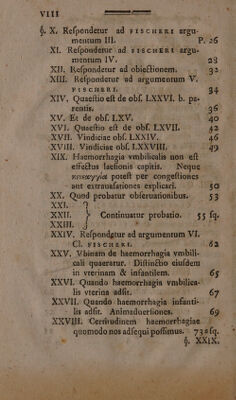 VIII
§. X. Respondetur ad FISCHERI argu-
mentum III. P. 26
XI. Respondetur ad FISCHERI argu-
mentum IV. 28
XII. Respondetur ad obiectionem. 32
XIII. Respondetur ad argumentum V.
FISCHERI. 34
XIV. Quaestio est de obs. LXXVI. b. pa-
rentis. 36
XV. Et de obs. LXV. 40
XVI. Quaestio est de obs. LXVII. 42
XVII. Vindiciae obs. LXXIV. 46
XVIII. Vindiciae obs. LXXVIII. 49
XIX. Haemorrhagia vmbilicalis non est
effectus laesionis capitis. Neque
potest per congestiones
aut extravasationes explicari. 50
XX. Quod probatur obseruationibus. 53
XXI.
XXII. } Continuatur probatio. 55 sq.
XXIII.
XXIV. Respondetur ad argumentum VI.
Cl. FISCHERI. 62
XXV. Vbinam de haemorrhagia vmbili-
cali quaeratur. Distinctio eiusdem
in vterinam & infantilem. 65
XXVI. Quando haemorrhagia vmbilica-
lis vterina adsit. 67
XXVII. Quando haemorrhagia infanti-
lis adsit. Animaduersiones. 69
XXVIII. Certitudinem haemorrhagiae
quomodo nos adsequi possimus. 73 sq.
§. XXIX.